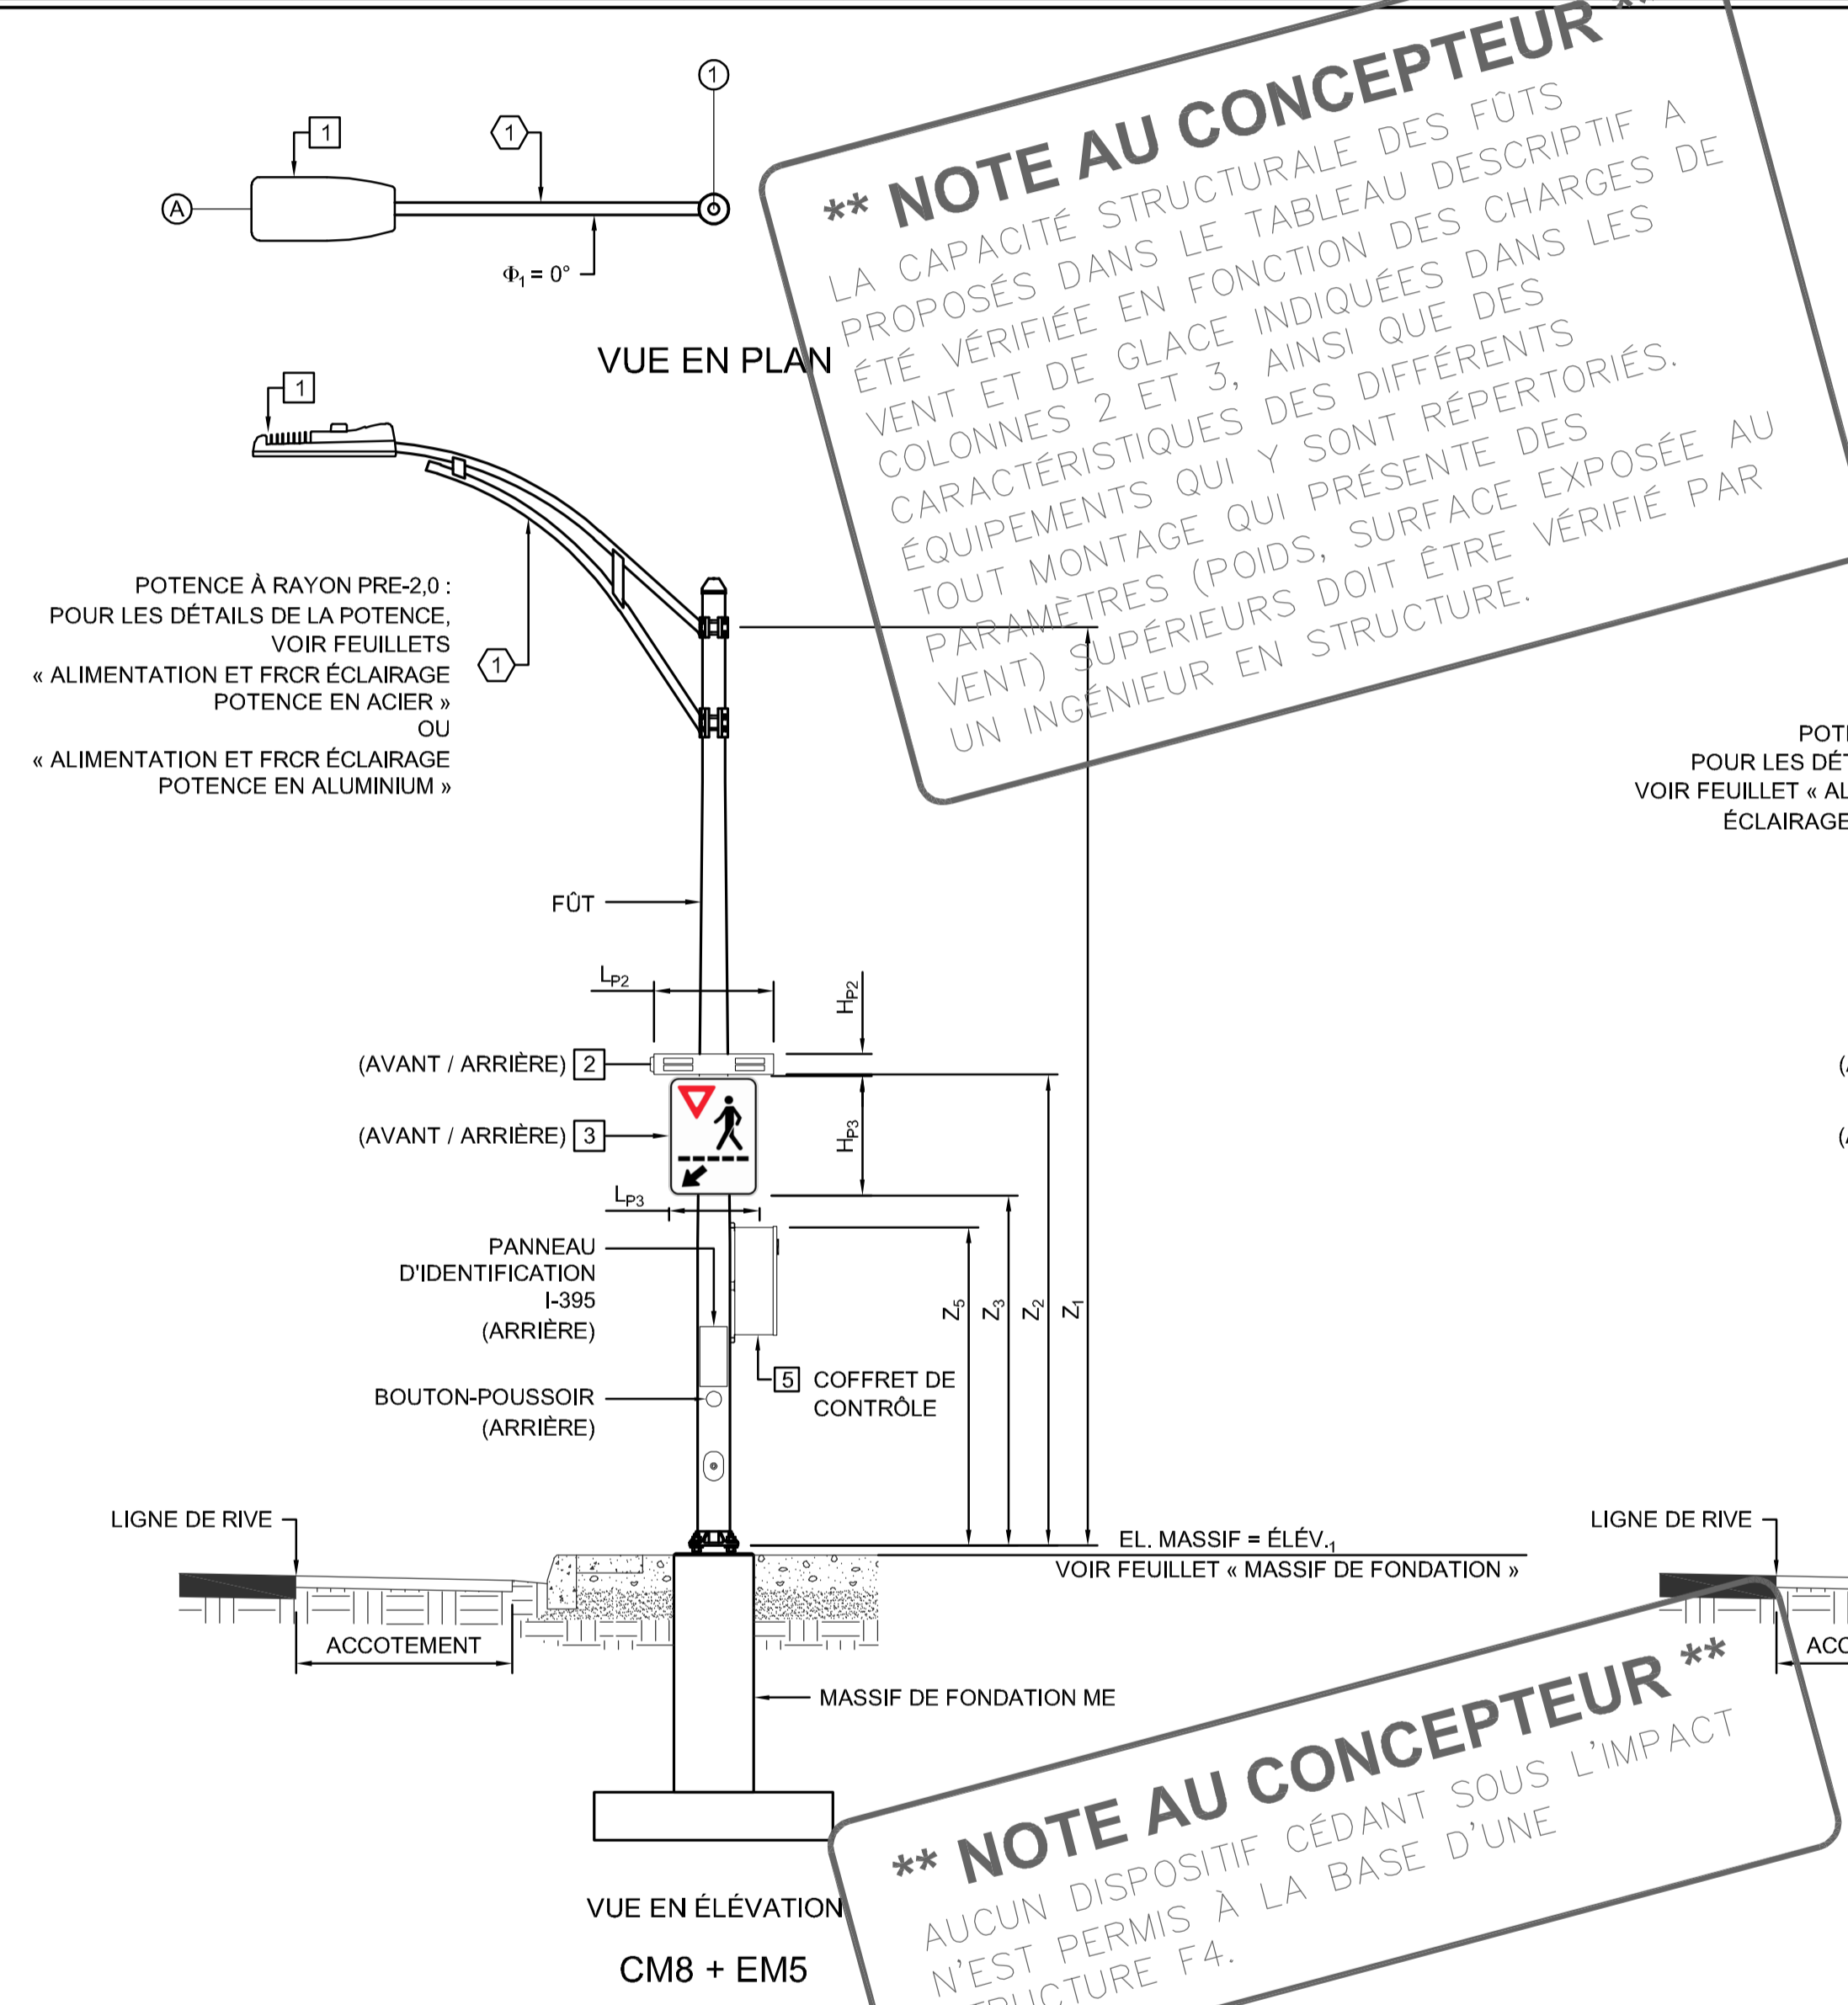 1
1
1
A
Φ1 = 0°
VUE EN PLAN
** NOTE AU CONCEPTEUR **
LA CAPACITÉ STRUCTURALE DES FÛTS
PROPOSÉS DANS LE TABLEAU DESCRIPTIF A
ÉTÉ VÉRIFIÉE EN FONCTION DES CHARGES DE
VENT ET DE GLACE INDIQUÉES DANS LES
COLONNES 2 ET 3, AINSI QUE DES
CARACTÉRISTIQUES DES DIFFÉRENTS
ÉQUIPEMENTS QUI Y SONT RÉPERTORIÉS.
TOUT MONTAGE QUI PRÉSENTE DES
PARAMÈTRES (POIDS, SURFACE EXPOSÉE AU
VENT) SUPÉRIEURS DOIT ÊTRE VÉRIFIÉ PAR
UN INGÉNIEUR EN STRUCTURE.
1
POTENCE À RAYON PRE-2,0 :
POUR LES DÉTAILS DE LA POTENCE,
VOIR FEUILLETS
« ALIMENTATION ET FRCR ÉCLAIRAGE
POTENCE EN ACIER »
OU
« ALIMENTATION ET FRCR ÉCLAIRAGE
POTENCE EN ALUMINIUM »
1
POUR LES
VOIR FEUILLET «
ÉCLAIRAGE
FÛT
LP2
HP2
(AVANT / ARRIÈRE) 2
(AVANT / ARRIÈRE) 3
HP3
LP3
PANNEAU
D'IDENTIFICATION
I-395
(ARRIÈRE)
Z5
Z3
Z2
Z1
5 COFFRET DE
CONTRÔLE
BOUTON-POUSSOIR
(ARRIÈRE)
LIGNE DE RIVE
EL. MASSIF = ÉLÉV.1
VOIR FEUILLET « MASSIF DE FONDATION »
LIGNE DE RIVE
ACCOTEMENT
MASSIF DE FONDATION ME
** NOTE AU CONCEPTEUR **
AUCUN DISPOSITIF CÉDANT SOUS L'IMPACT
N'EST PERMIS À LA BASE D'UNE
STRUCTURE F4.
VUE EN ÉLÉVATION
CM8 + EM5